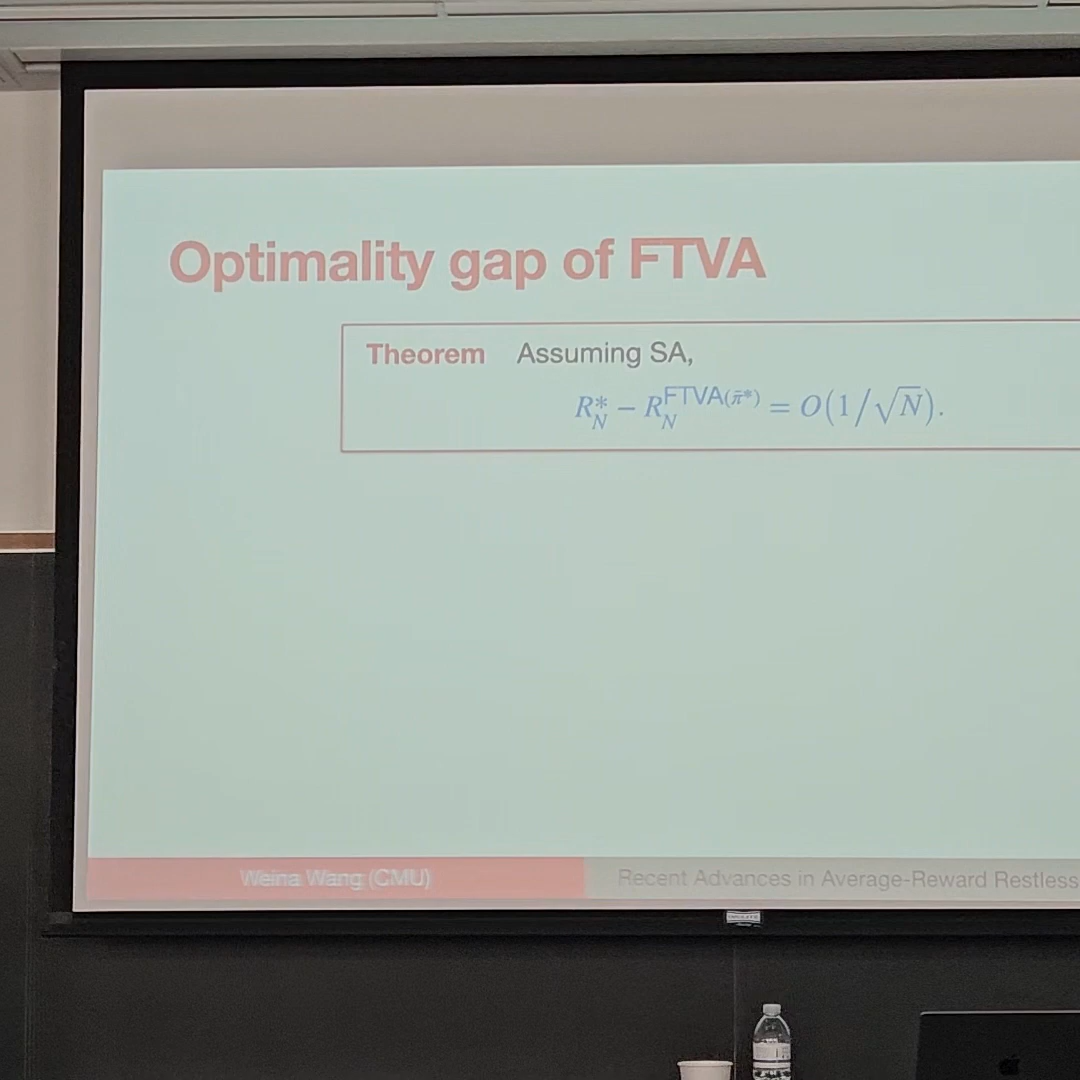 Optimality gap of FTVA
Theorem Assuming SA,
R*_N − R_N^FTVA(π̄*) = O(1/√N).
Weina Wang (CMU)
Recent Advances in Average-Reward Restless